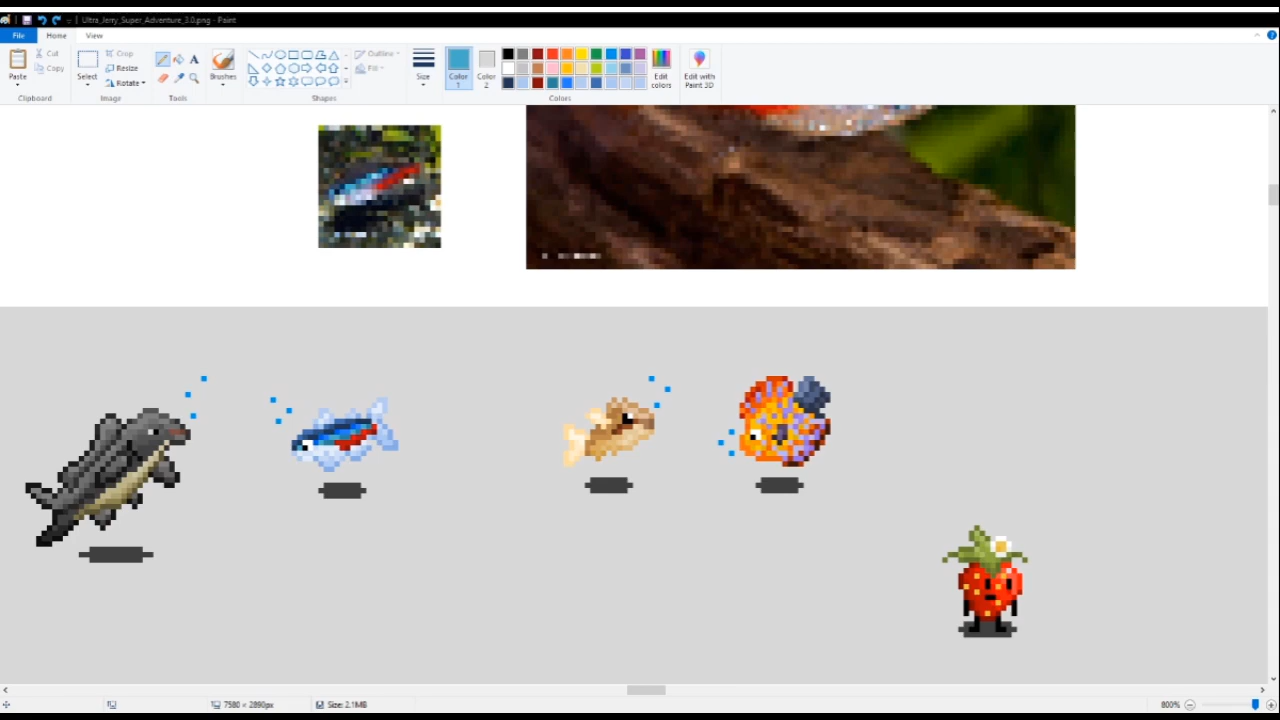 Ultra_Jerry_Super_Adventure_3.0.png - Paint
File Home View
Paste
Cut
Copy
Clipboard
Select
Crop
Resize
Rotate
Image
A
Tools
Brushes
Outline
Fill
Shapes
Size
Color 1
Color 2
Edit colors
Colors
Edit with Paint 3D
7580 × 2890px
Size: 2.1MB
800%